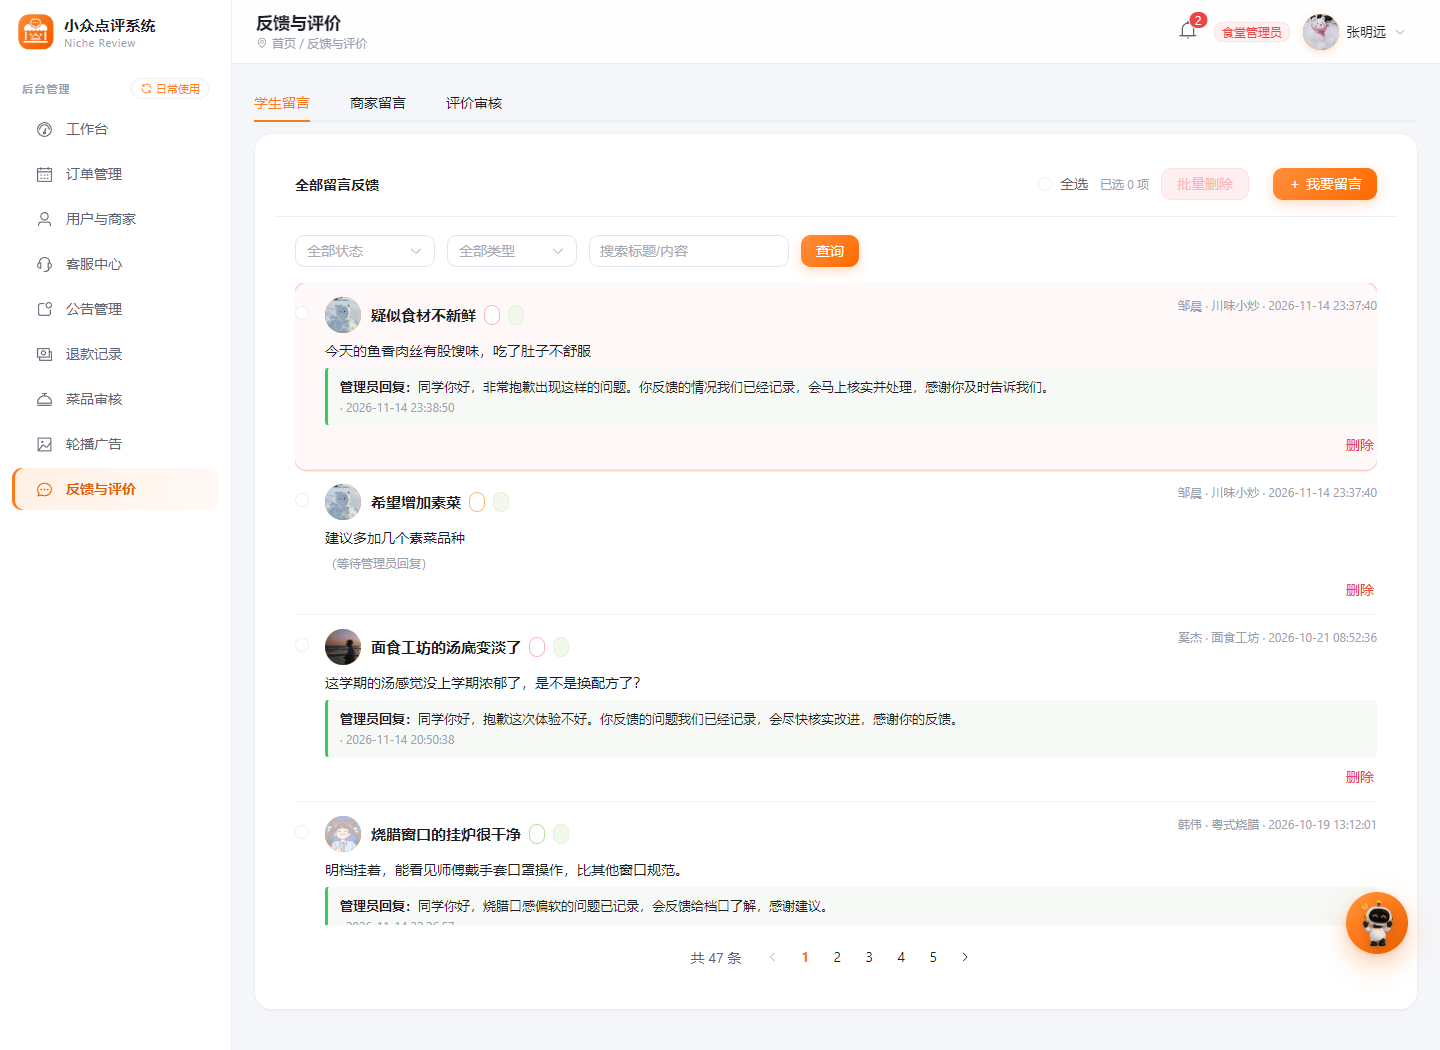 小众点评系统
Niche Review
后台管理
日常使用
工作台
订单管理
用户与商家
客服中心
公告管理
退款记录
菜品审核
轮播广告
反馈与评价
反馈与评价
首页 / 反馈与评价
2
食堂管理员
张明远
学生留言
商家留言
评价审核
全部留言反馈
全选
已选 0 项
批量删除
+ 我要留言
全部状态
全部类型
搜索标题/内容
查询
疑似食材不新鲜
邹晨 · 川味小炒 · 2026-11-14 23:37:40
今天的鱼香肉丝有股馊味，吃了肚子不舒服
管理员回复：同学你好，非常抱歉出现这样的问题。你反馈的情况我们已经记录，会马上核实并处理，感谢你及时告诉我们。
· 2026-11-14 23:38:50
删除
希望增加素菜
邹晨 · 川味小炒 · 2026-11-14 23:37:40
建议多加几个素菜品种
（等待管理员回复）
删除
面食工坊的汤底变淡了
奚杰 · 面食工坊 · 2026-10-21 08:52:36
这学期的汤感觉没上学期浓郁了，是不是换配方了？
管理员回复：同学你好，抱歉这次体验不好。你反馈的问题我们已经记录，会尽快核实改进，感谢你的反馈。
· 2026-11-14 20:50:38
删除
烧腊窗口的挂炉很干净
韩伟 · 粤式烧腊 · 2026-10-19 13:12:01
明档挂着，能看见师傅戴手套口罩操作，比其他窗口规范。
管理员回复：同学你好，烧腊口感偏软的问题已记录，会反馈给档口了解，感谢建议。
共 47 条
1 2 3 4 5